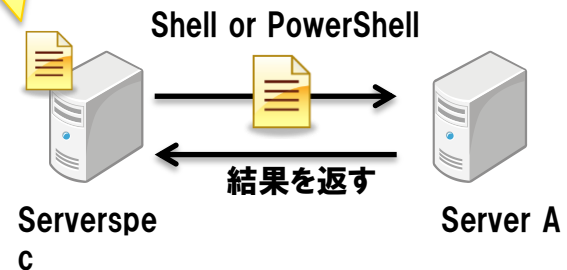 Shell or PowerShell
結果を返す
Serverspe
c
Server A